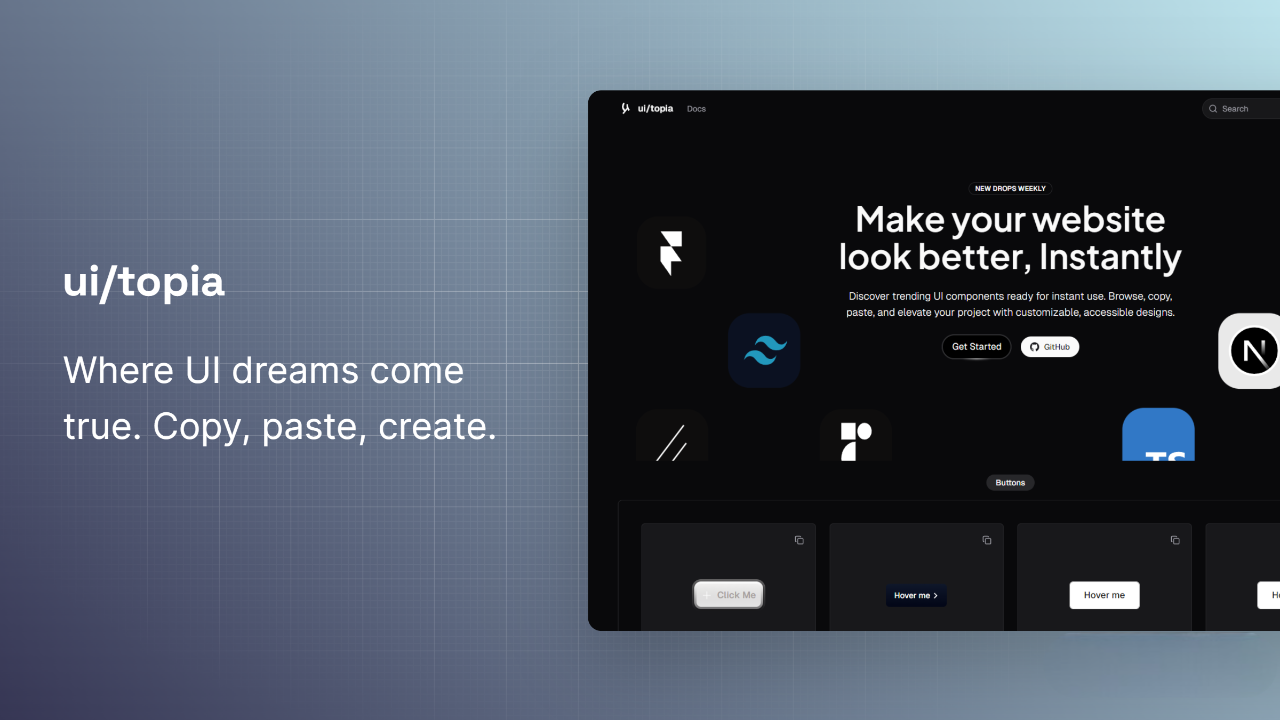 ui/topia
Where UI dreams come
true. Copy, paste, create.
ui/topia
Docs
Search
NEW DROPS WEEKLY
Make your website
look better, Instantly
Discover trending UI components ready for instant use. Browse, copy,
paste, and elevate your project with customizable, accessible designs.
Get Started
GitHub
N
TS
Buttons
Click Me
Hover me
Hover me